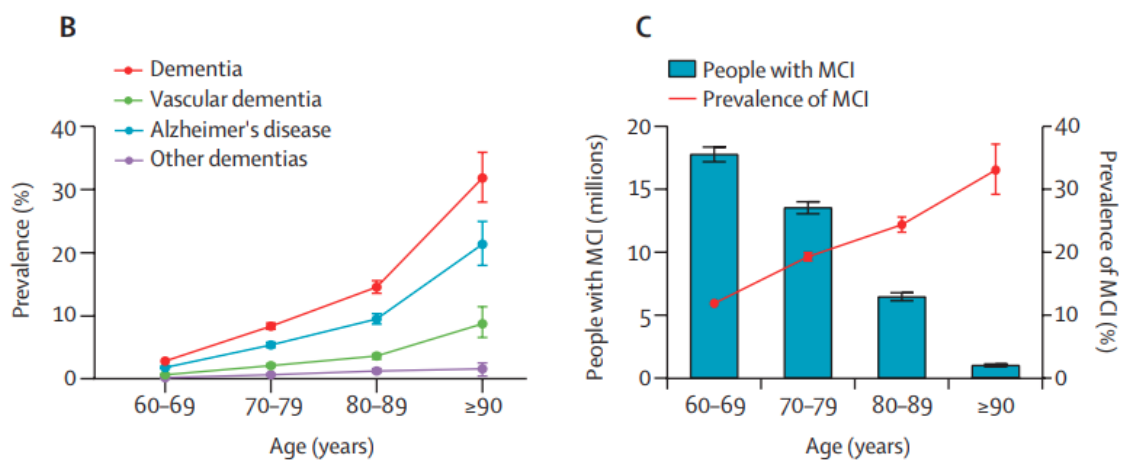 B
Dementia
Vascular dementia
Alzheimer's disease
Other dementias
Prevalence (%)
40
30
20
10
0
60–69
70–79
80–89
≥90
Age (years)
C
People with MCI
Prevalence of MCI
People with MCI (millions)
20
15
10
5
0
40
30
20
10
0
Prevalence of MCI (%)
60–69
70–79
80–89
≥90
Age (years)